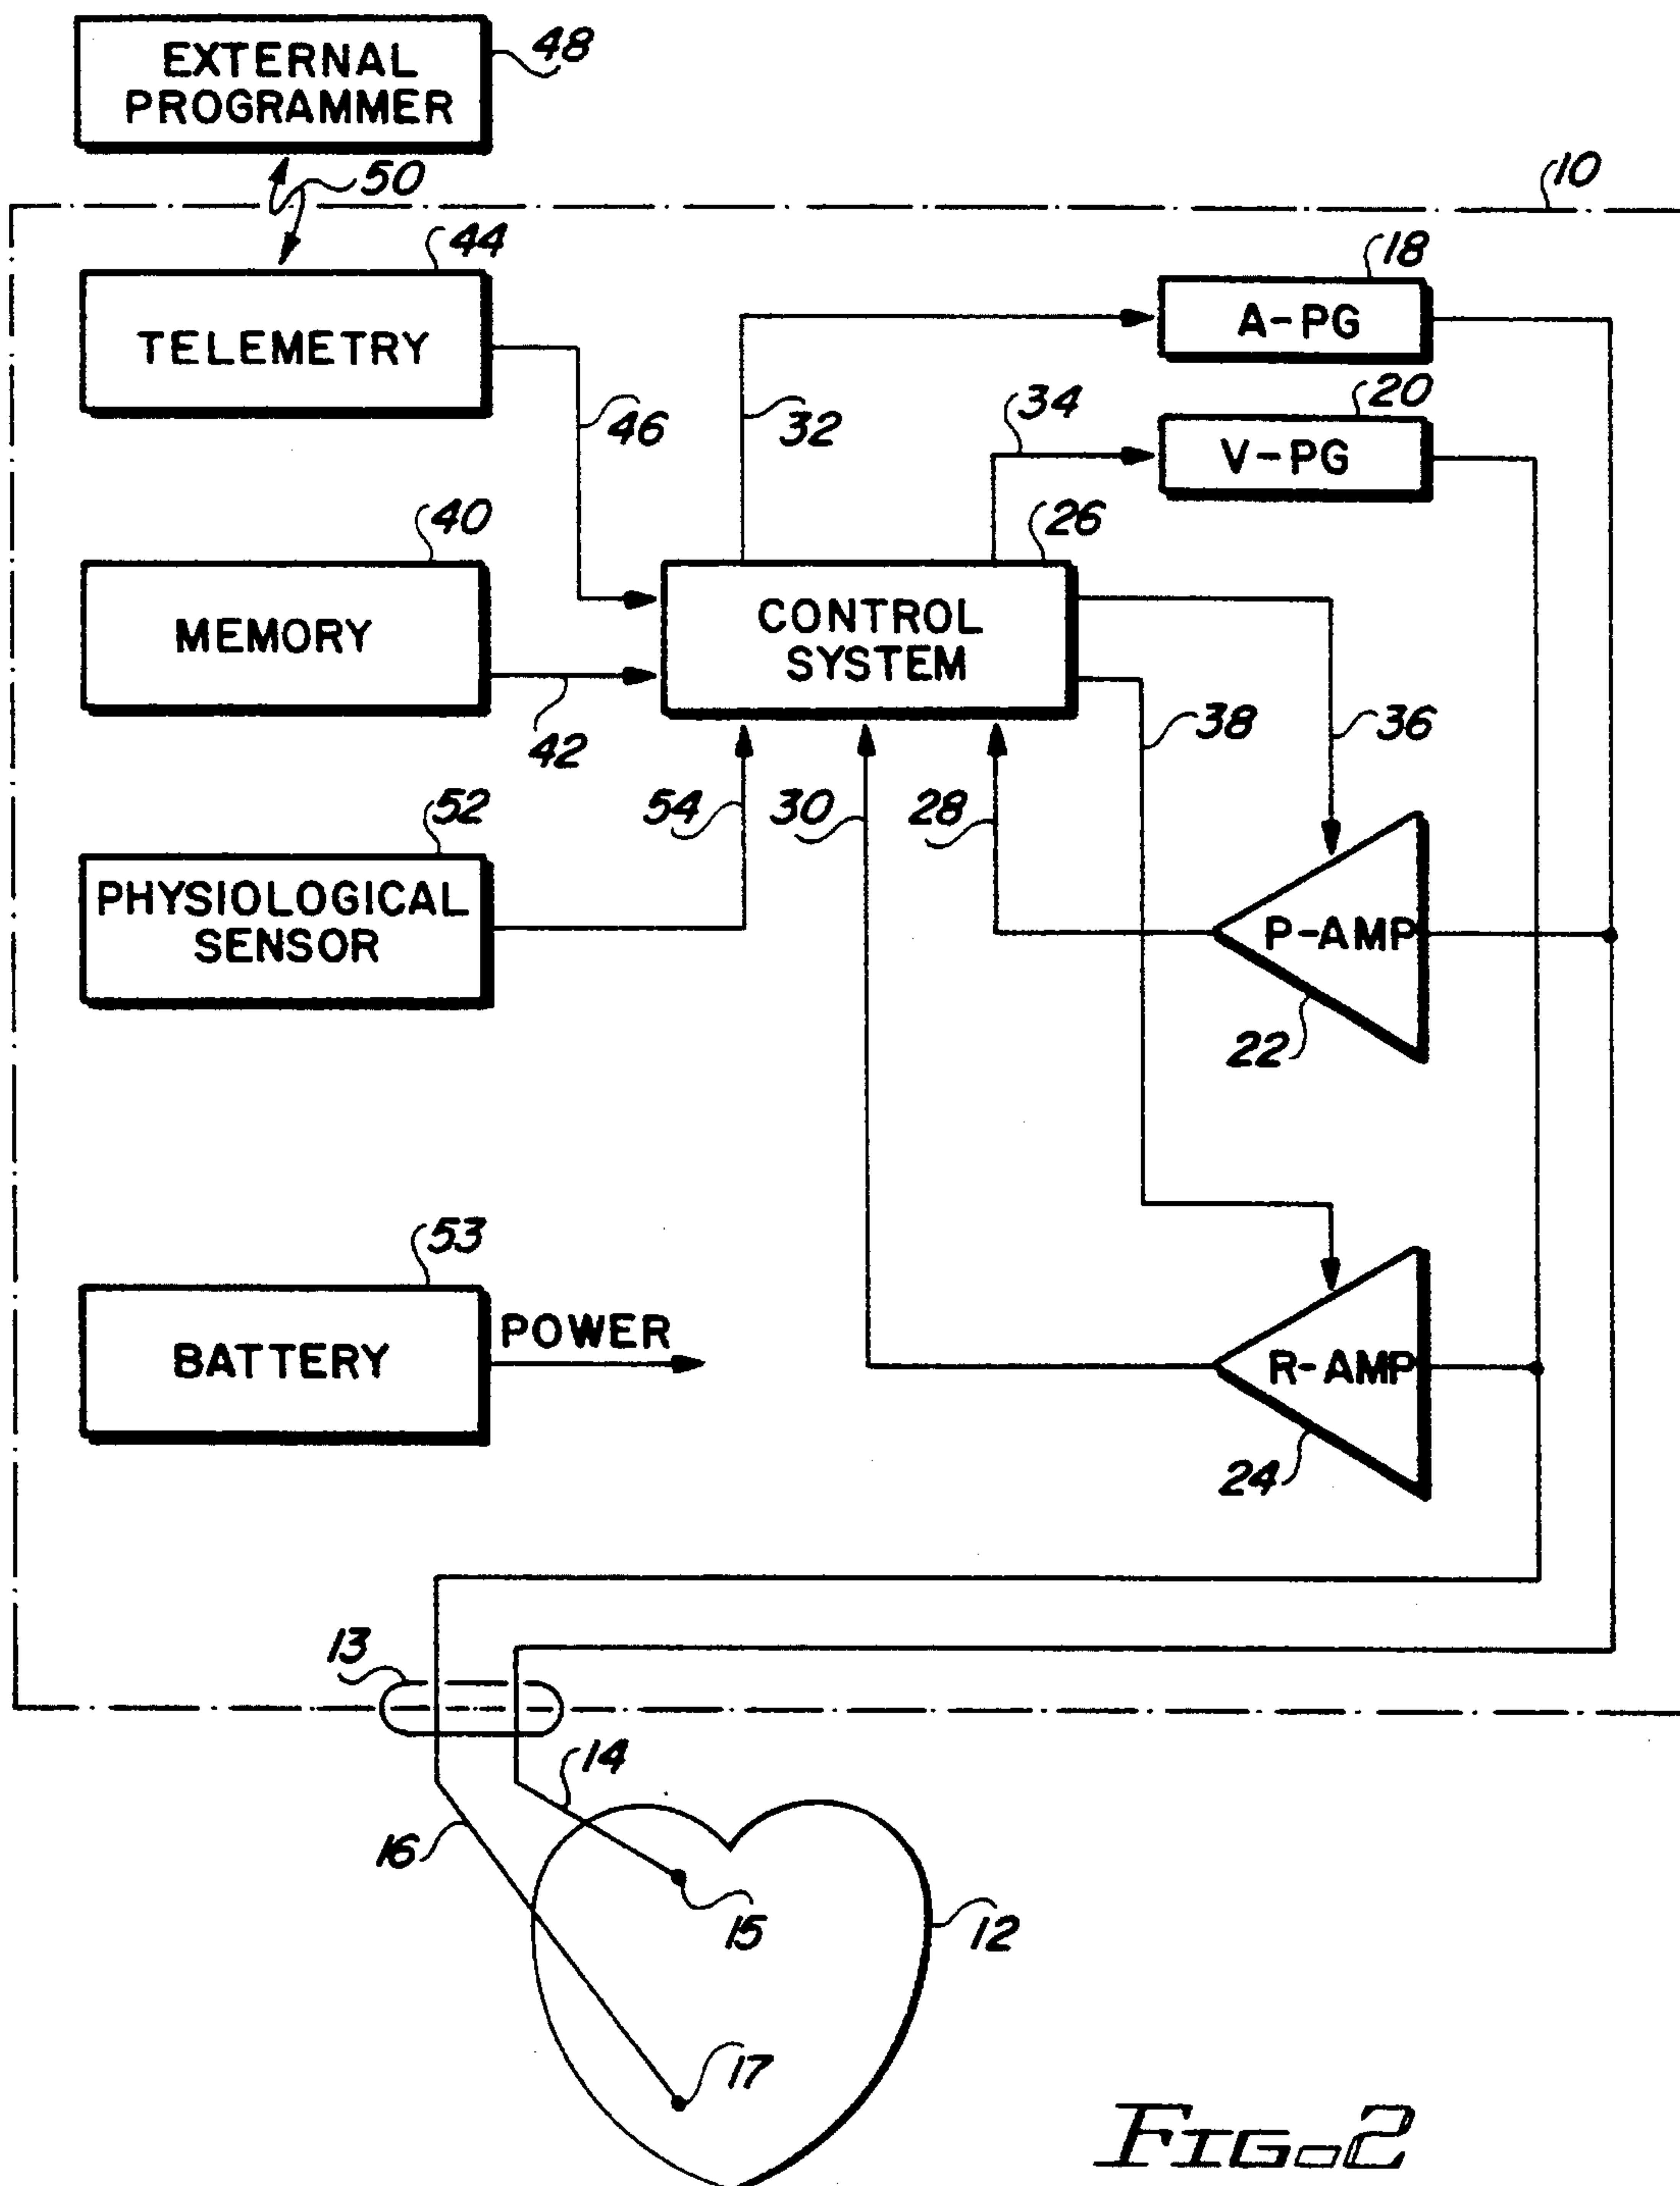 EXTERNAL
PROGRAMMER
48
50
10
44
TELEMETRY
18
A-PG
46
32
34
20
V-PG
40
MEMORY
42
26
CONTROL
SYSTEM
38
36
52
PHYSIOLOGICAL
SENSOR
54
30
28
P-AMP
22
53
BATTERY
POWER
R-AMP
24
13
14
16
15
12
17
FIG-2